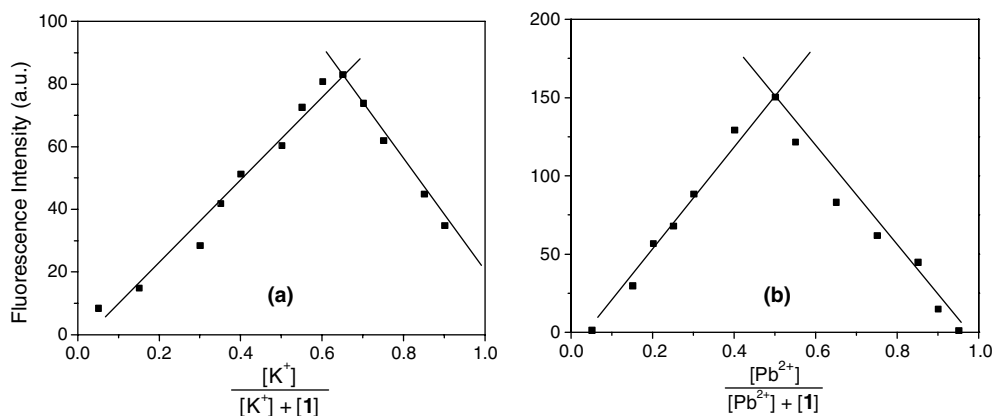 100
80
60
40
20
0
Fluorescence Intensity (a.u.)
(a)
0.0 0.2 0.4 0.6 0.8 1.0
[K⁺]
[K⁺] + [1]
200
150
100
50
0
(b)
0.0 0.2 0.4 0.6 0.8 1.0
[Pb²⁺]
[Pb²⁺] + [1]